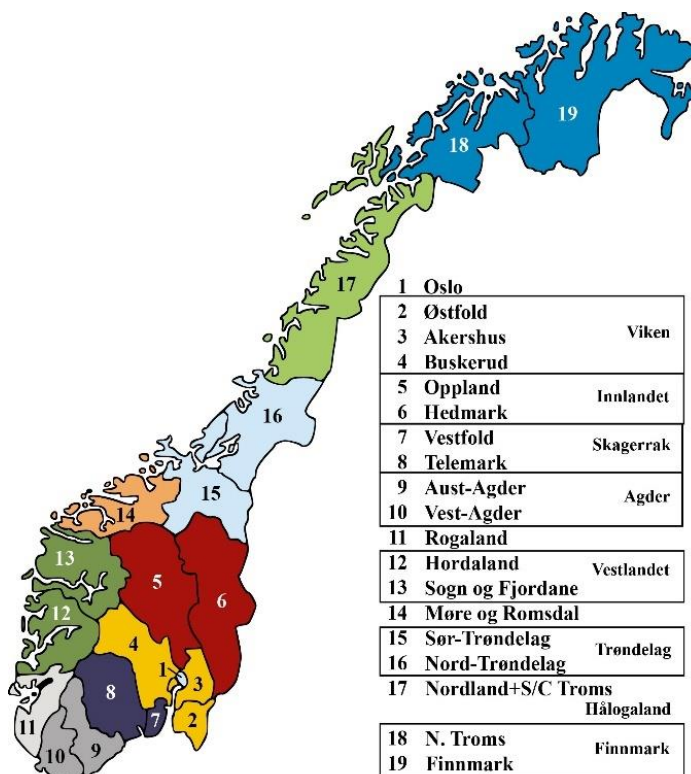 19
18
17
16
15
14
13
5
12
6
4
1
3
8
11
7
2
9
10
1 Oslo
2 Østfold
3 Akershus Viken
4 Buskerud
5 Oppland
6 Hedmark Innlandet
7 Vestfold
8 Telemark Skagerrak
9 Aust-Agder
10 Vest-Agder Agder
11 Rogaland
12 Hordaland
13 Sogn og Fjordane Vestlandet
14 Møre og Romsdal
15 Sør-Trøndelag
16 Nord-Trøndelag Trøndelag
17 Nordland+S/C Troms
Hålogaland
18 N. Troms
19 Finnmark Finnmark